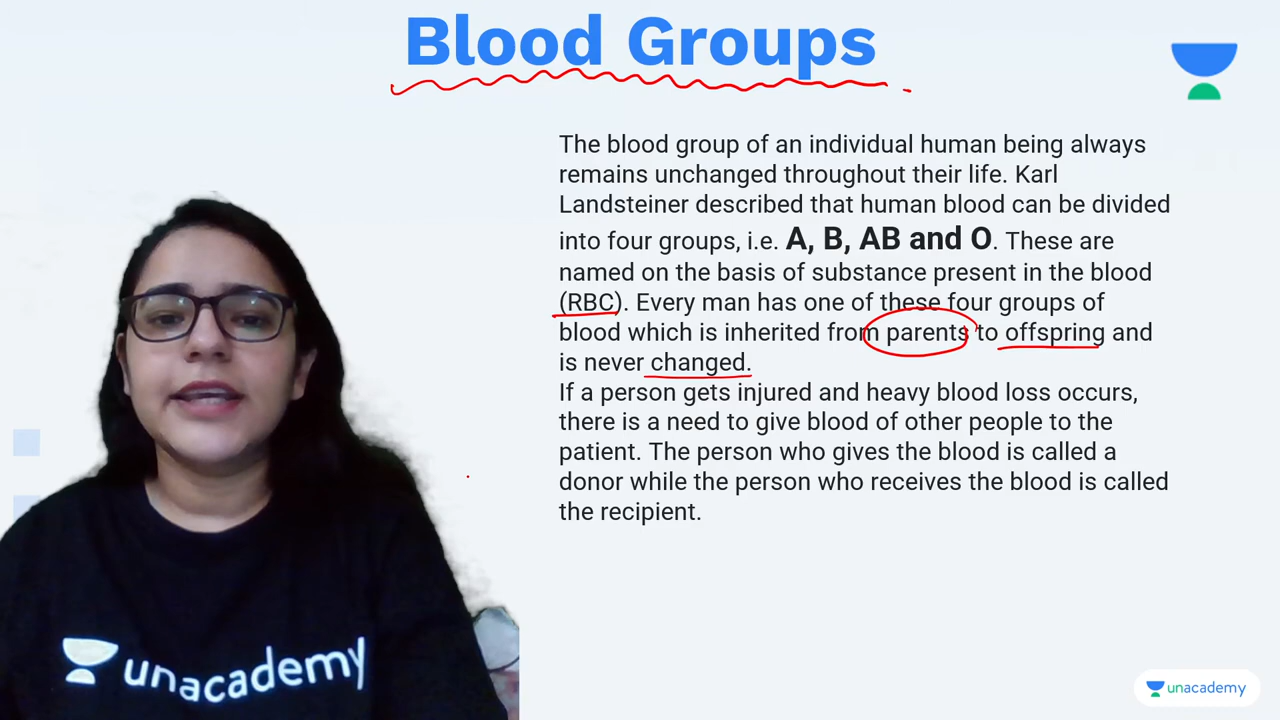 Blood Groups
The blood group of an individual human being always
remains unchanged throughout their life. Karl
Landsteiner described that human blood can be divided
into four groups, i.e. A, B, AB and O. These are
named on the basis of substance present in the blood
(RBC). Every man has one of these four groups of
blood which is inherited from parents to offspring and
is never changed.
If a person gets injured and heavy blood loss occurs,
there is a need to give blood of other people to the
patient. The person who gives the blood is called a
donor while the person who receives the blood is called
the recipient.
unacademy
unacademy